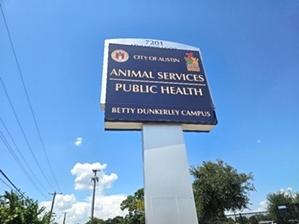 7201
CITY OF AUSTIN
ANIMAL SERVICES
PUBLIC HEALTH
BETTY DUNKERLEY CAMPUS